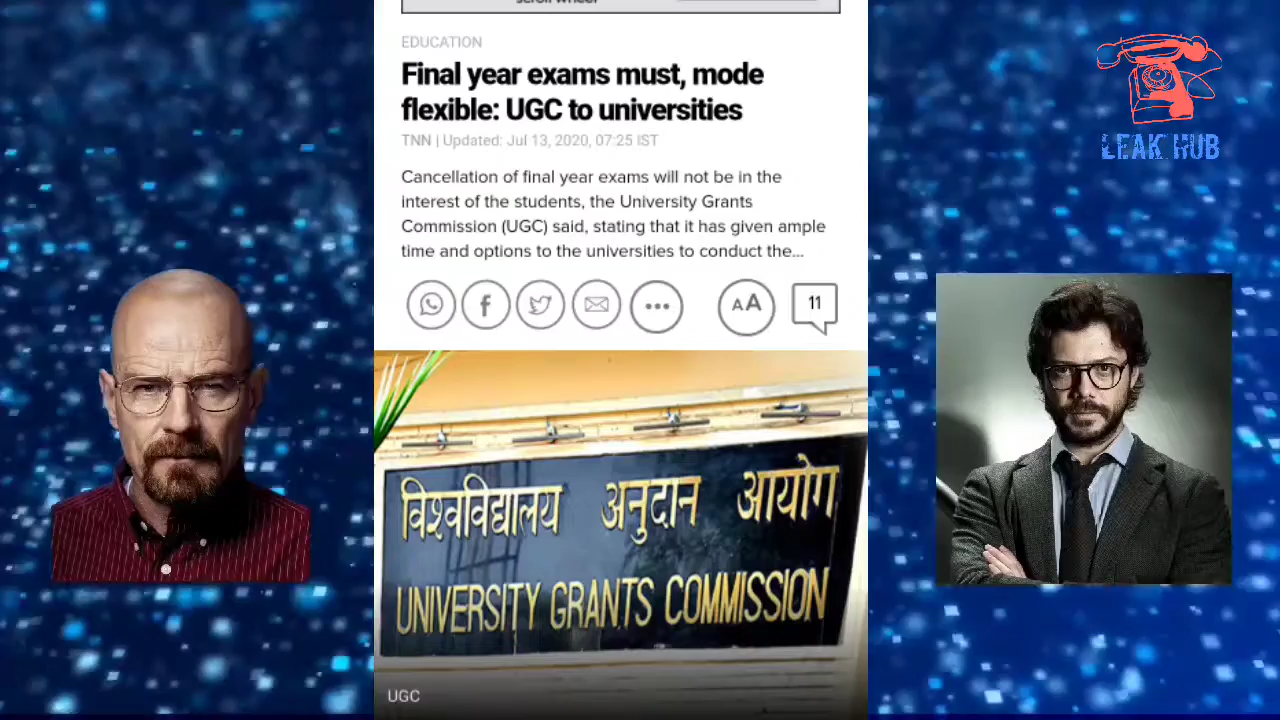 scroll wheel
EDUCATION
Final year exams must, mode
flexible: UGC to universities
TNN | Updated: Jul 13, 2020, 07:25 IST
Cancellation of final year exams will not be in the
interest of the students, the University Grants
Commission (UGC) said, stating that it has given ample
time and options to the universities to conduct the...
AA
11
विश्वविद्यालय अनुदान आयोग
UNIVERSITY GRANTS COMMISSION
UGC
LEAK HUB